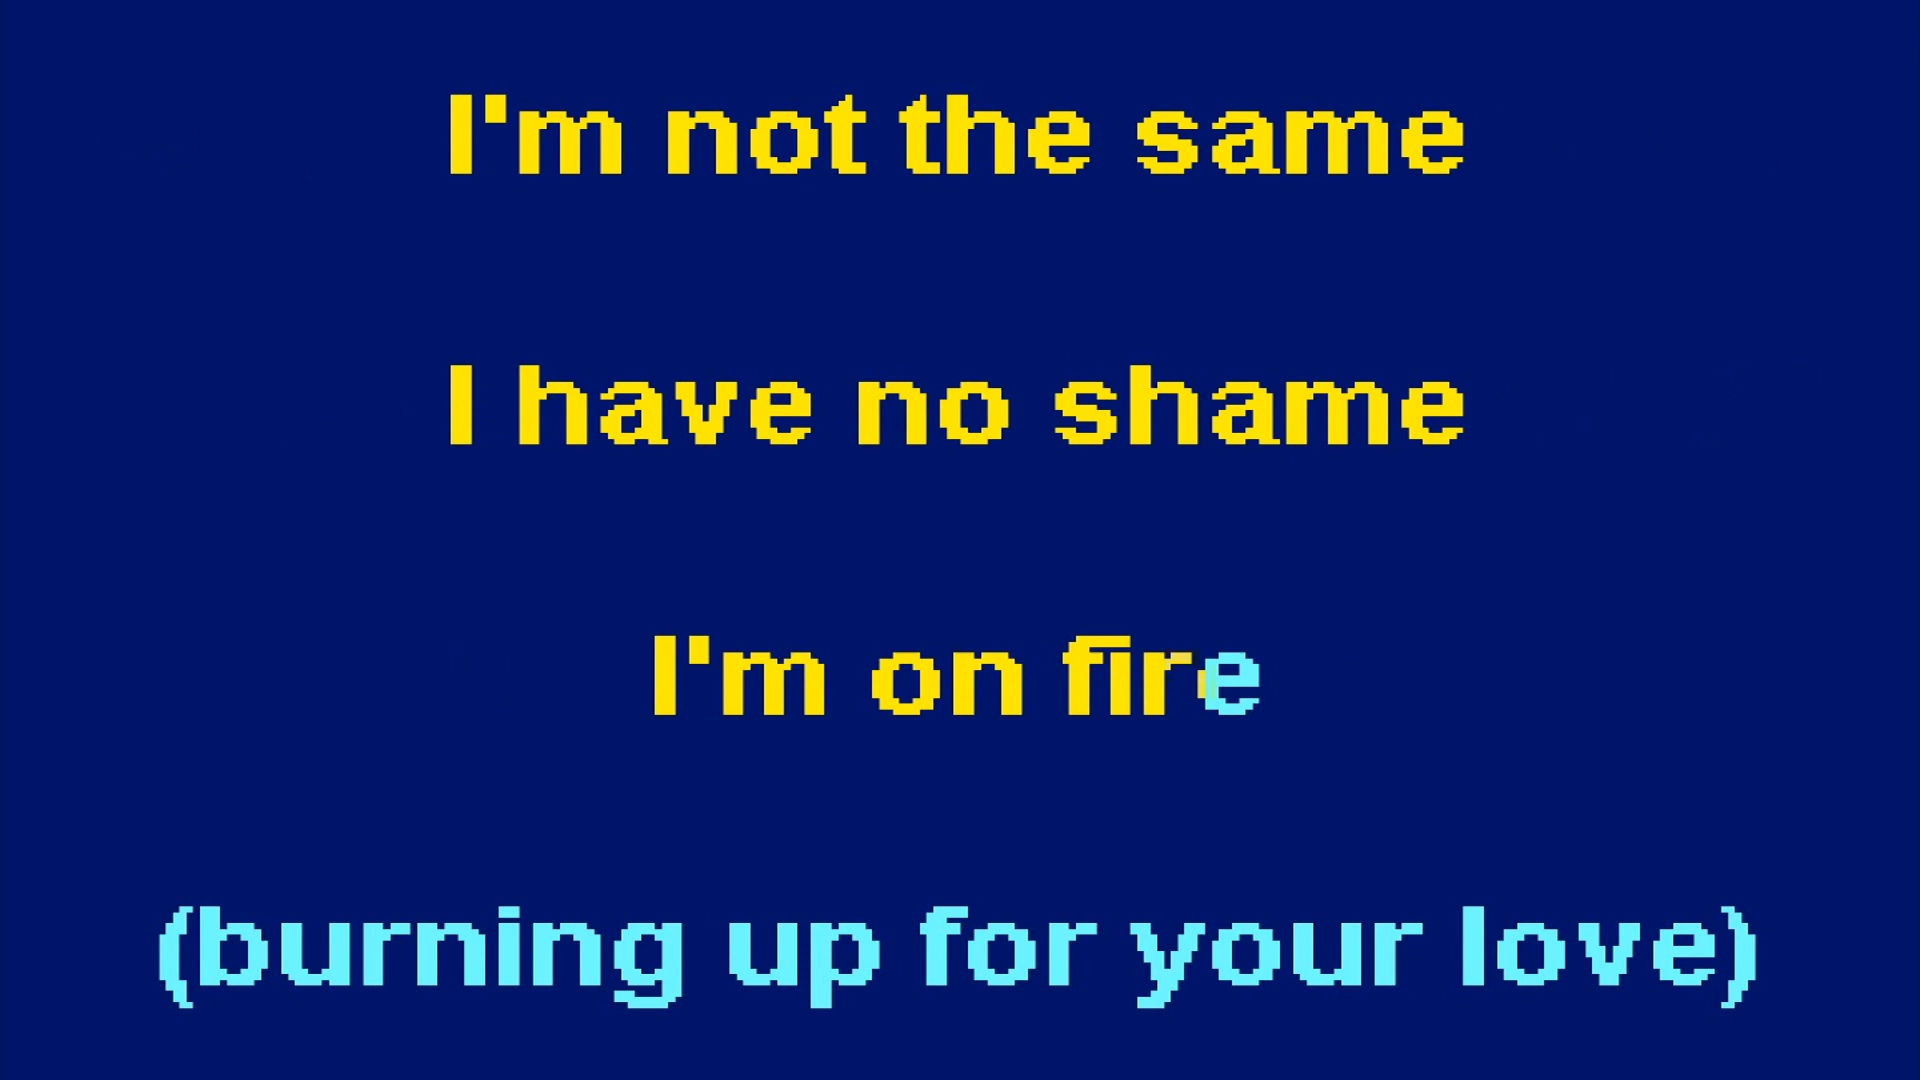 I'm not the same
I have no shame
I'm on fire
(burning up for your love)